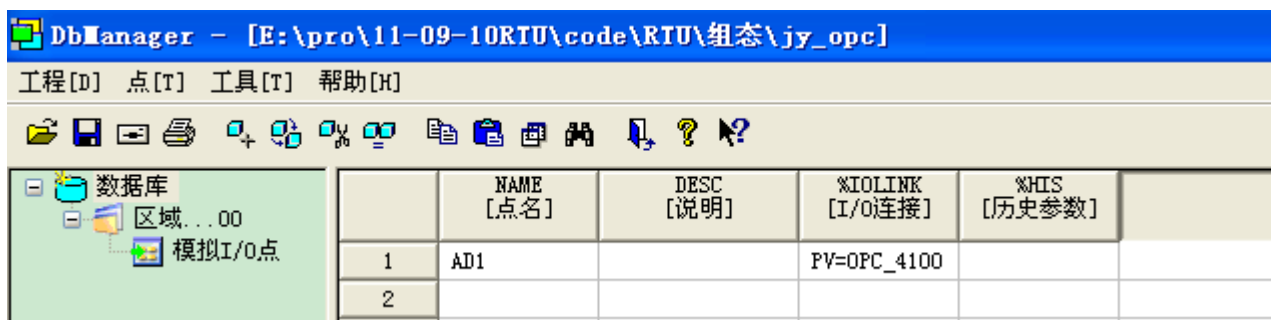 DbManager - [E:\pro\11-09-10RTU\code\RTU\组态\jy_opc]
工程[D] 点[T] 工具[T] 帮助[H]
数据库
区域...00
模拟I/O点
NAME DESC %IOLINK %HIS
[点名] [说明] [I/O连接] [历史参数]
1 AD1 PV=OPC_4100
2